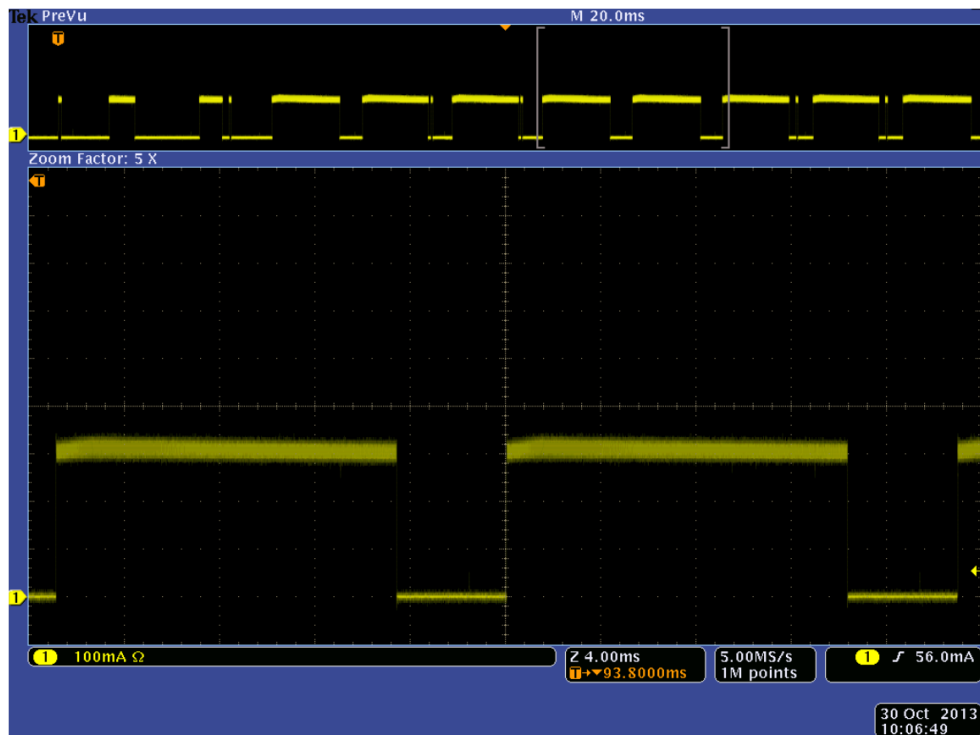 Tek PreVu M 20.0ms
T
1
Zoom Factor: 5 X
T
1
1 100mA Ω Z 4.00ms 5.00MS/s 1 ∫ 56.0mA
T→▼93.8000ms 1M points
30 Oct 2013
10:06:49